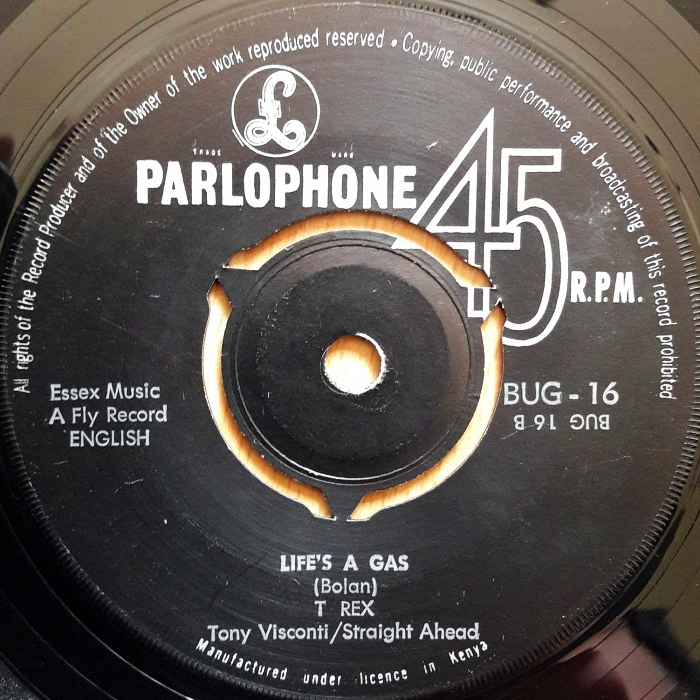 All rights of the Record Producer and of the Owner of the work reproduced reserved • Copying, public performance and broadcasting of this record prohibited
£
TRADE MARK
PARLOPHONE
45
R.P.M.
Essex Music
A Fly Record
ENGLISH
BUG - 16
BUG 16 B
LIFE'S A GAS
(Bolan)
T REX
Tony Visconti/Straight Ahead
Manufactured under licence in Kenya